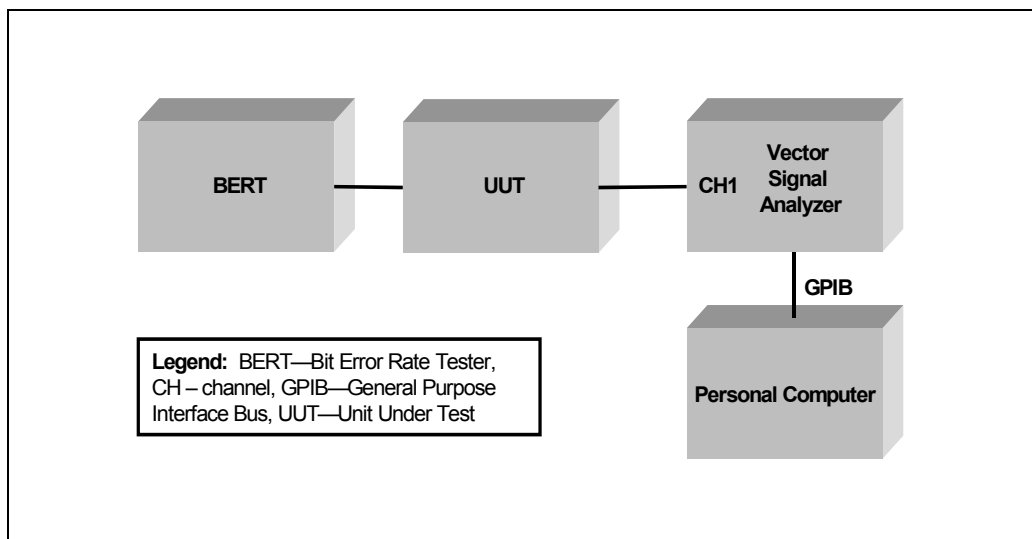 BERT
UUT
CH1
Vector
Signal
Analyzer
GPIB
Personal Computer
Legend: BERT—Bit Error Rate Tester,
CH – channel, GPIB—General Purpose
Interface Bus, UUT—Unit Under Test